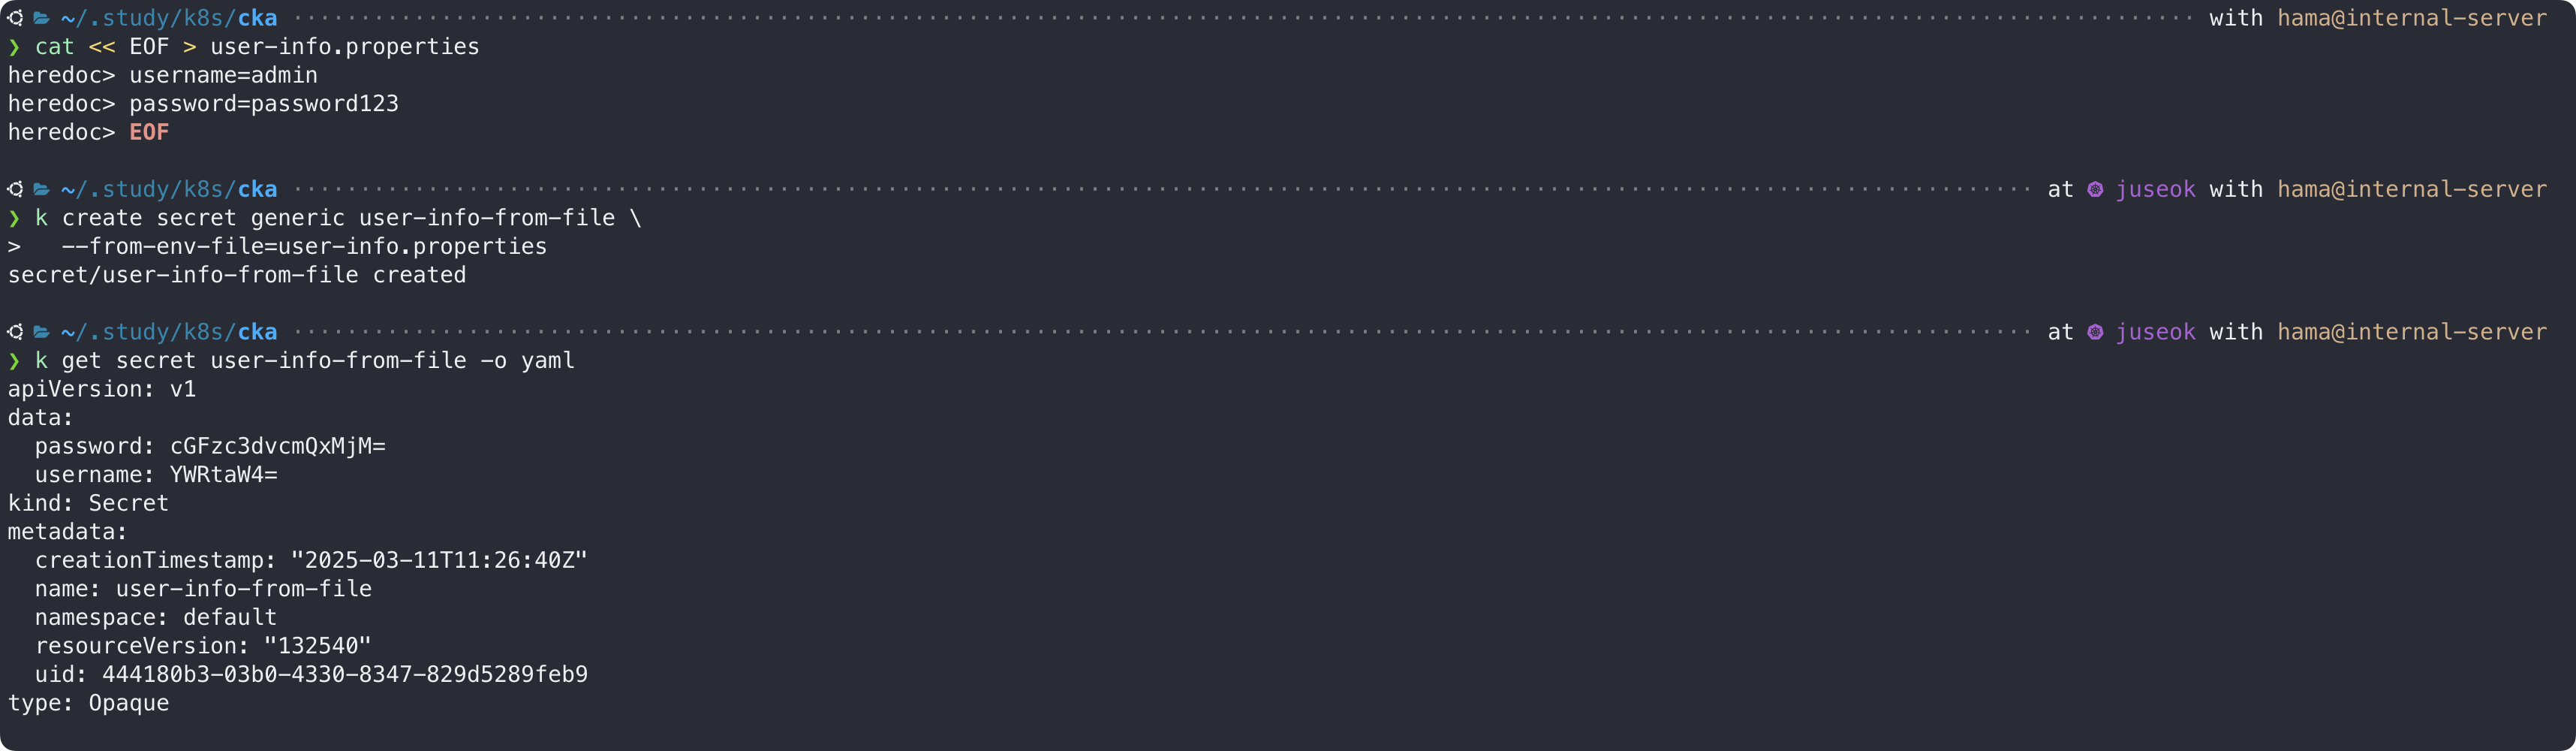 ~/.study/k8s/cka with hama@internal-server
❯ cat << EOF > user-info.properties
heredoc> username=admin
heredoc> password=password123
heredoc> EOF
~/.study/k8s/cka at juseok with hama@internal-server
❯ k create secret generic user-info-from-file \
>   --from-env-file=user-info.properties
secret/user-info-from-file created
~/.study/k8s/cka at juseok with hama@internal-server
❯ k get secret user-info-from-file -o yaml
apiVersion: v1
data:
  password: cGFzc3dvcmQxMjM=
  username: YWRtaW4=
kind: Secret
metadata:
  creationTimestamp: "2025-03-11T11:26:40Z"
  name: user-info-from-file
  namespace: default
  resourceVersion: "132540"
  uid: 444180b3-03b0-4330-8347-829d5289feb9
type: Opaque